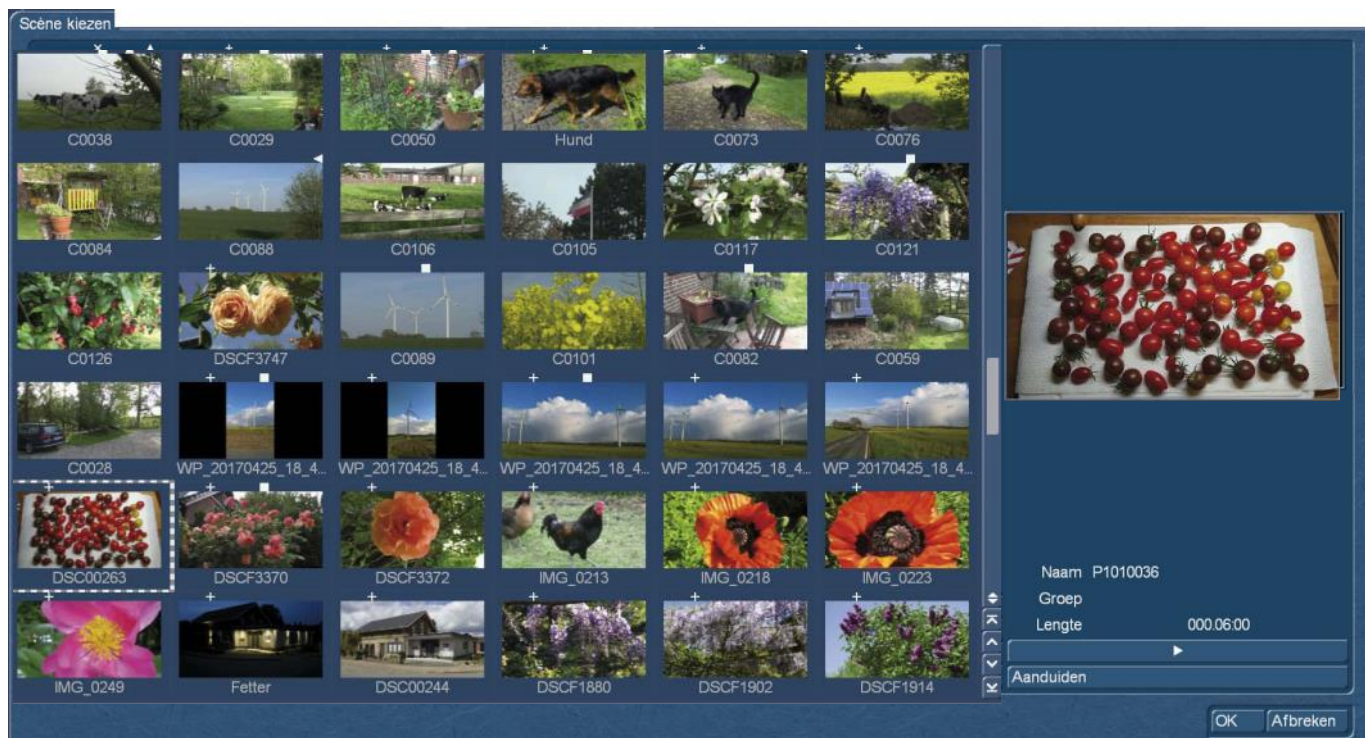 Scène kiezen
C0038 C0029 C0050 Hund C0073 C0076
C0084 C0088 C0106 C0105 C0117 C0121
C0126 DSCF3747 C0089 C0101 C0082 C0059
C0028 WP_20170425_18_4... WP_20170425_18_4... WP_20170425_18_4... WP_20170425_18_4... WP_20170425_18_4...
DSC00263 DSCF3370 DSCF3372 IMG_0213 IMG_0218 IMG_0223
IMG_0249 Fetter DSC00244 DSCF1880 DSCF1902 DSCF1914
Naam P1010036
Groep
Lengte 000.06:00
Aanduiden
OK Afbreken